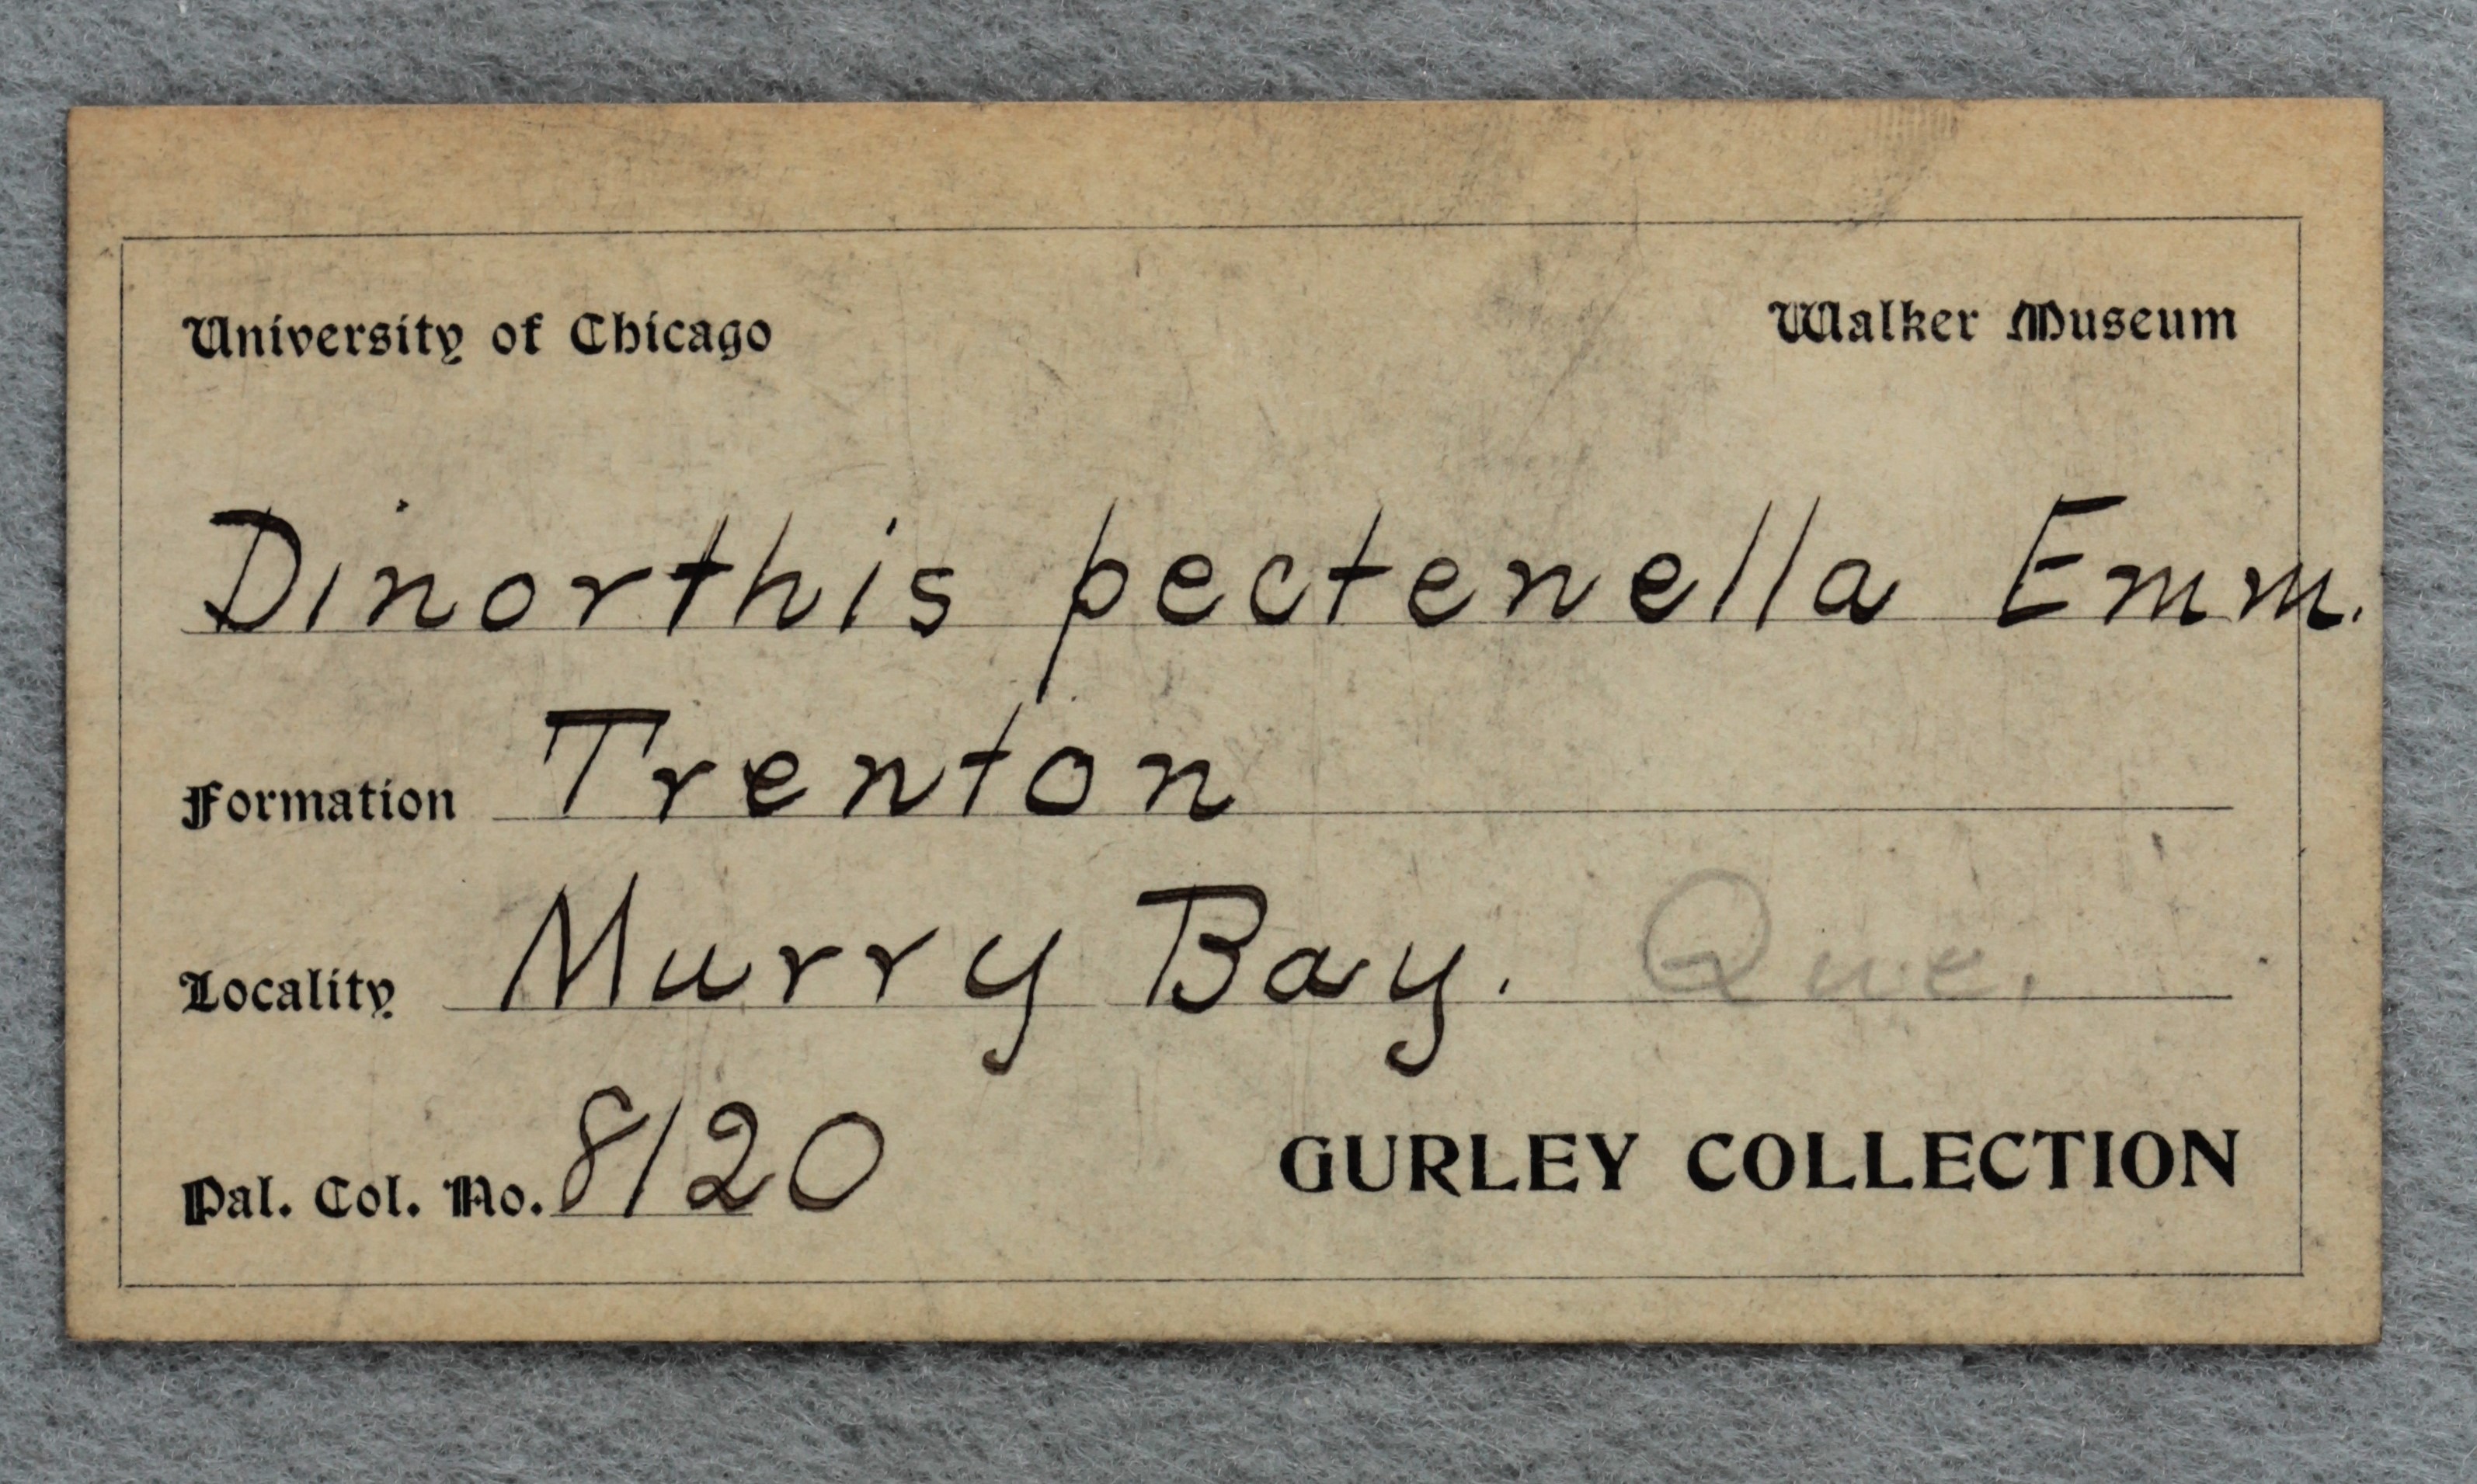 University of Chicago Walker Museum
Dinorthis pectenella Emm.
Formation Trenton
Locality Murry Bay. Que.
Pal. Col. No. 8120 GURLEY COLLECTION